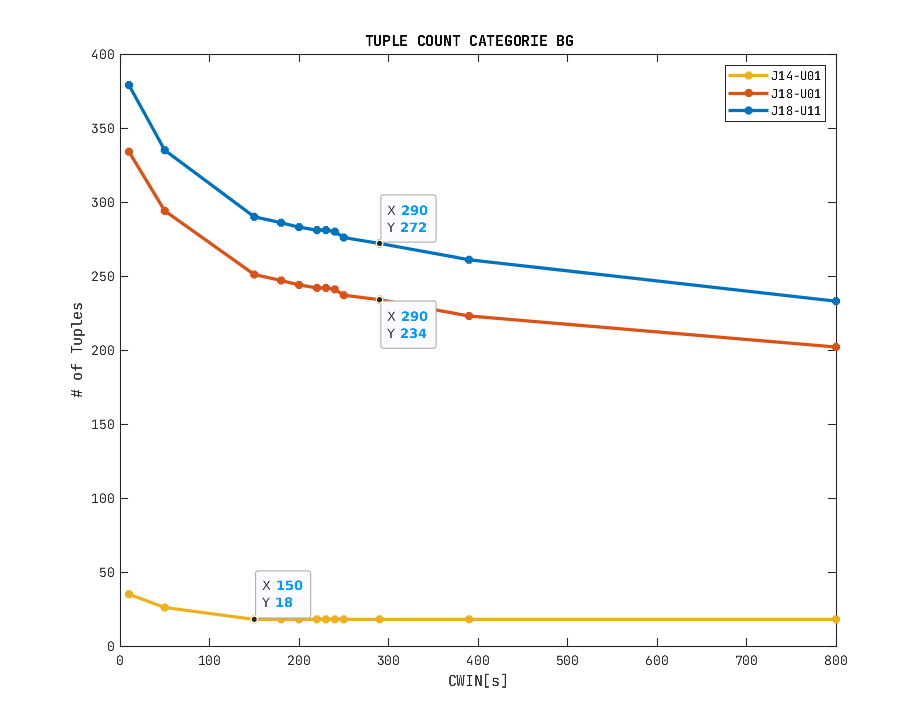 TUPLE COUNT CATEGORIE BG
400
350
300
250
200
150
100
50
0
# of Tuples
J14-U01
J18-U01
J18-U11
X 290
Y 272
X 290
Y 234
X 150
Y 18
0 100 200 300 400 500 600 700 800
CWIN[s]